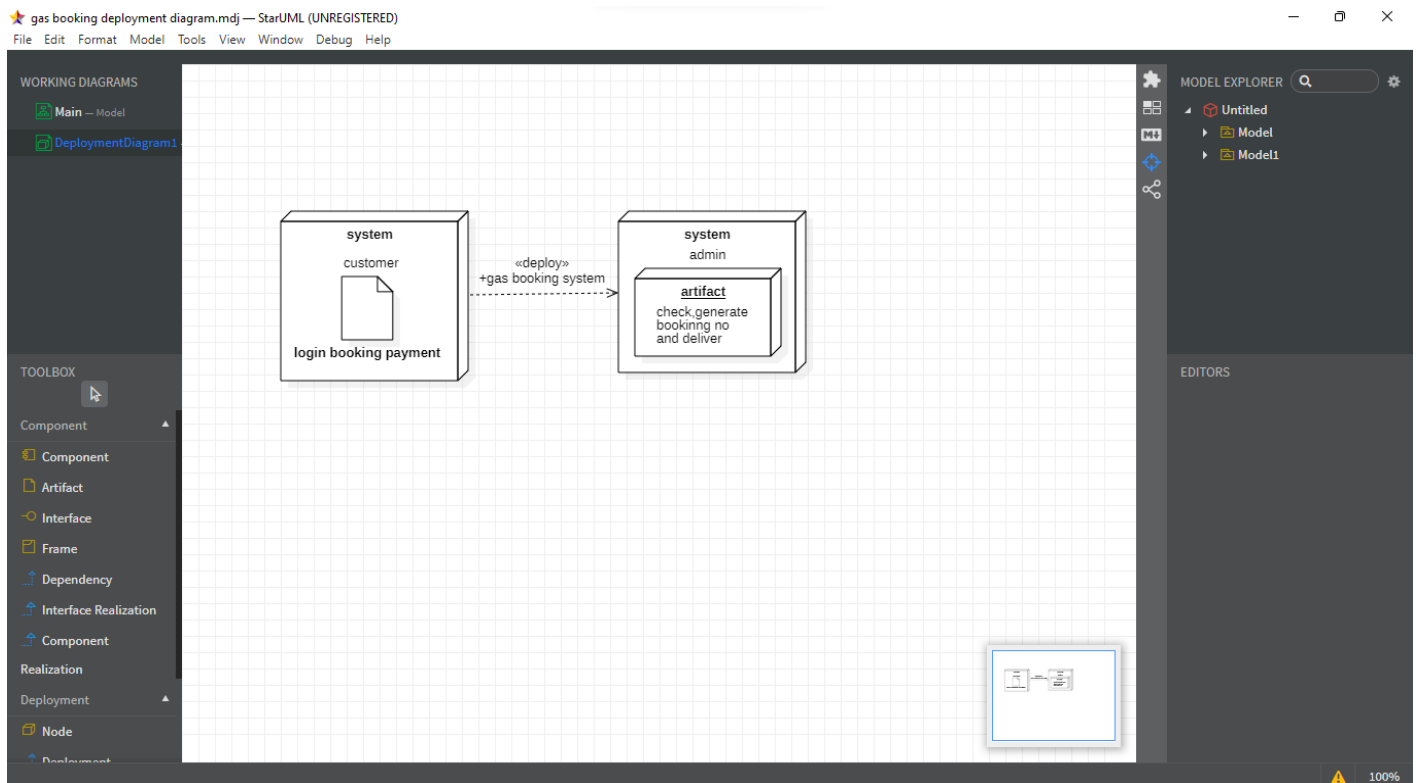 gas booking deployment diagram.mdj — StarUML (UNREGISTERED)
File Edit Format Model Tools View Window Debug Help
WORKING DIAGRAMS
Main — Model
DeploymentDiagram1
TOOLBOX
Component
Component
Artifact
Interface
Frame
Dependency
Interface Realization
Component
Realization
Deployment
Node
Deployment
system
customer
login booking payment
«deploy»
+gas booking system
system
admin
artifact
check,generate
bookinng no
and deliver
MODEL EXPLORER
Untitled
Model
Model1
EDITORS
100%